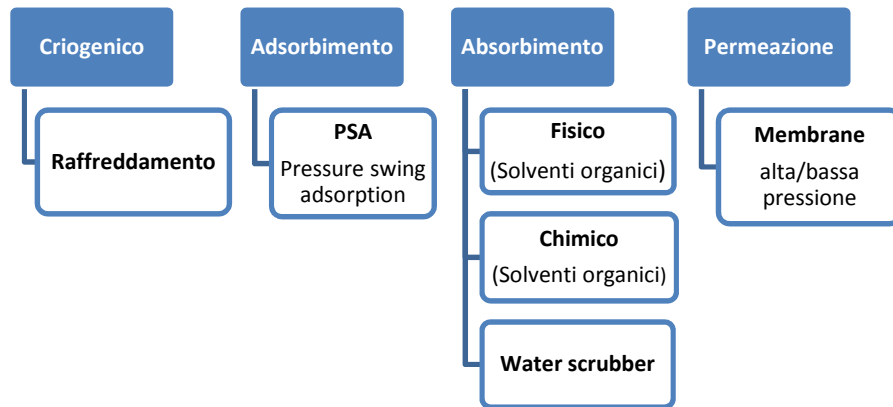 Criogenico
Raffreddamento
Adsorbimento
PSA
Pressure swing
adsorption
Absorbimento
Fisico
(Solventi organici)
Chimico
(Solventi organici)
Water scrubber
Permeazione
Membrane
alta/bassa
pressione